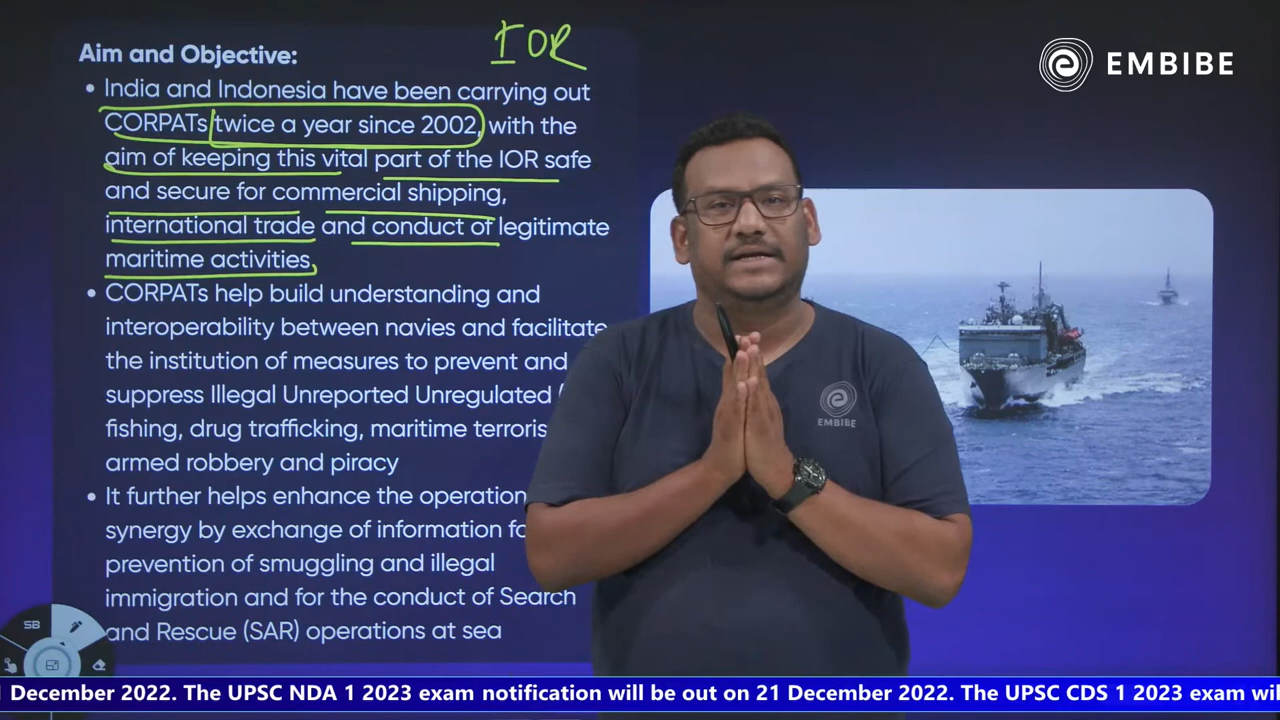 IOR
EMBIBE
Aim and Objective:
• India and Indonesia have been carrying out
CORPATs twice a year since 2002, with the
aim of keeping this vital part of the IOR safe
and secure for commercial shipping,
international trade and conduct of legitimate
maritime activities.
• CORPATs help build understanding and
interoperability between navies and facilitate
the institution of measures to prevent and
suppress Illegal Unreported Unregulated (
fishing, drug trafficking, maritime terroris
armed robbery and piracy
• It further helps enhance the operation
synergy by exchange of information fo
prevention of smuggling and illegal
immigration and for the conduct of Search
and Rescue (SAR) operations at sea
EMBIBE
SB
December 2022. The UPSC NDA 1 2023 exam notification will be out on 21 December 2022. The UPSC CDS 1 2023 exam wil